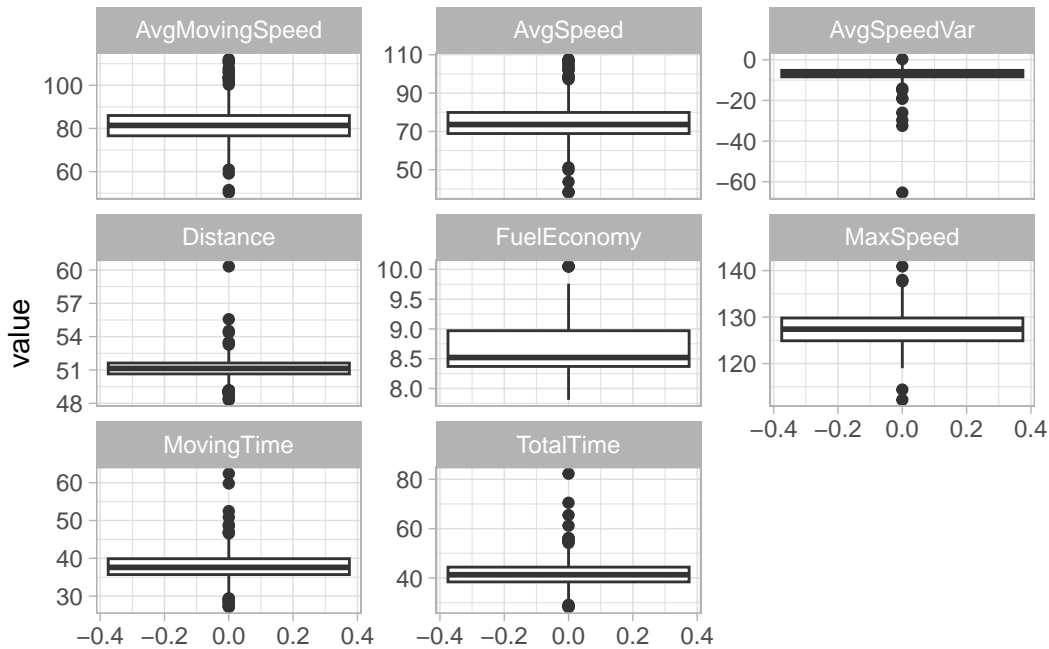 AvgMovingSpeed
AvgSpeed
AvgSpeedVar
100
80
60
110
90
70
50
0
−20
−40
−60
Distance
FuelEconomy
MaxSpeed
60
57
54
51
48
10.0
9.5
9.0
8.5
8.0
140
130
120
−0.4 −0.2 0.0 0.2 0.4
MovingTime
TotalTime
60
50
40
30
80
60
40
−0.4 −0.2 0.0 0.2 0.4
−0.4 −0.2 0.0 0.2 0.4
value